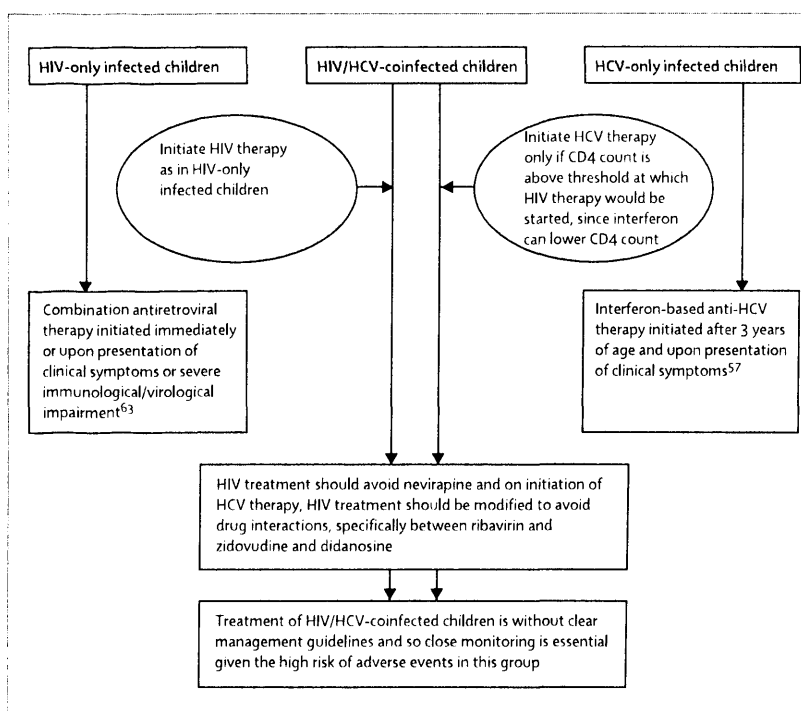 HIV-only infected children
HIV/HCV-coinfected children
HCV-only infected children
Initiate HIV therapy
as in HIV-only
infected children
Initiate HCV therapy
only if CD4 count is
above threshold at which
HIV therapy would be
started, since interferon
can lower CD4 count
Combination antiretroviral
therapy initiated immediately
or upon presentation of
clinical symptoms or severe
immunological/virological
impairment63
Interferon-based anti-HCV
therapy initiated after 3 years
of age and upon presentation
of clinical symptoms57
HIV treatment should avoid nevirapine and on initiation of
HCV therapy, HIV treatment should be modified to avoid
drug interactions, specifically between ribavirin and
zidovudine and didanosine
Treatment of HIV/HCV-coinfected children is without clear
management guidelines and so close monitoring is essential
given the high risk of adverse events in this group